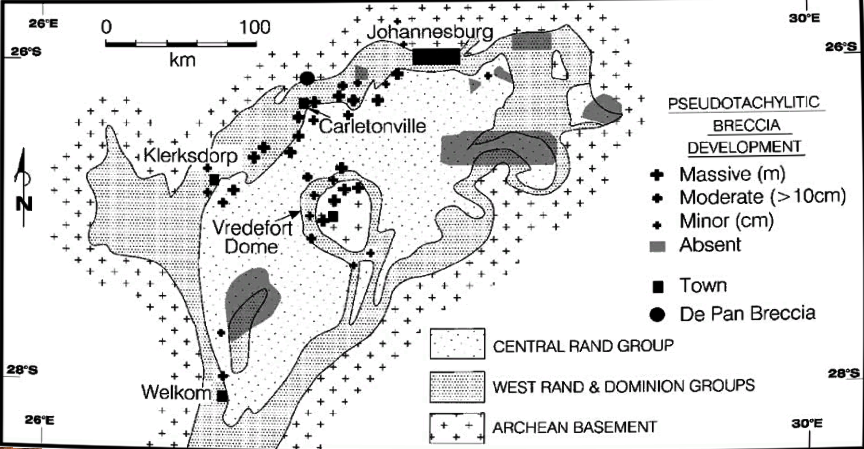 26°E
30°E
26°S
26°S
0 100
km
Johannesburg
Carletonville
Klerksdorp
Vredefort
Dome
Welkom
N
PSEUDOTACHYLITIC
BRECCIA
DEVELOPMENT
Massive (m)
Moderate (>10cm)
Minor (cm)
Absent
Town
De Pan Breccia
CENTRAL RAND GROUP
WEST RAND & DOMINION GROUPS
ARCHEAN BASEMENT
28°S
28°S
26°E
30°E